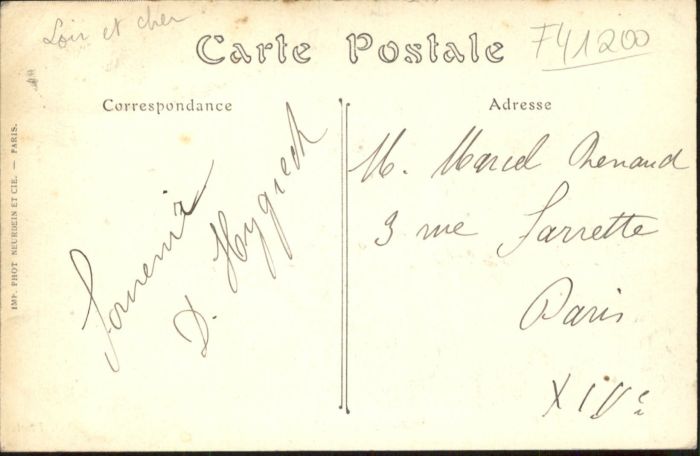 Loir et cher
F41200
Carte Postale
Correspondance
Adresse
IMP. PHOT NEURDEIN ET CIE. — PARIS.
Souvenir
D. Hygreck
M. Marcel Renaud
3 rue Sarrette
Paris
XIVe